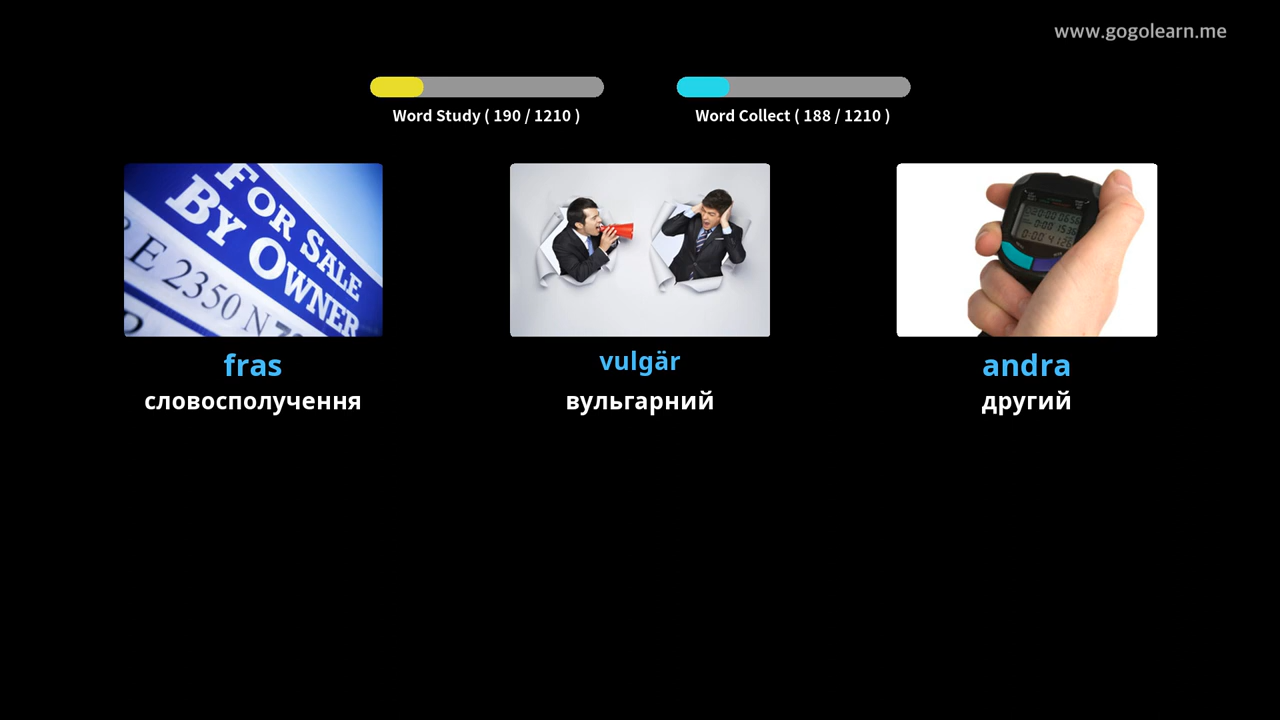 www.gogolearn.me
Word Study ( 190 / 1210 )
Word Collect ( 188 / 1210 )
FOR SALE
BY OWNER
E 2350 N
fras
vulgär
andra
словосполучення
вульгарний
другий